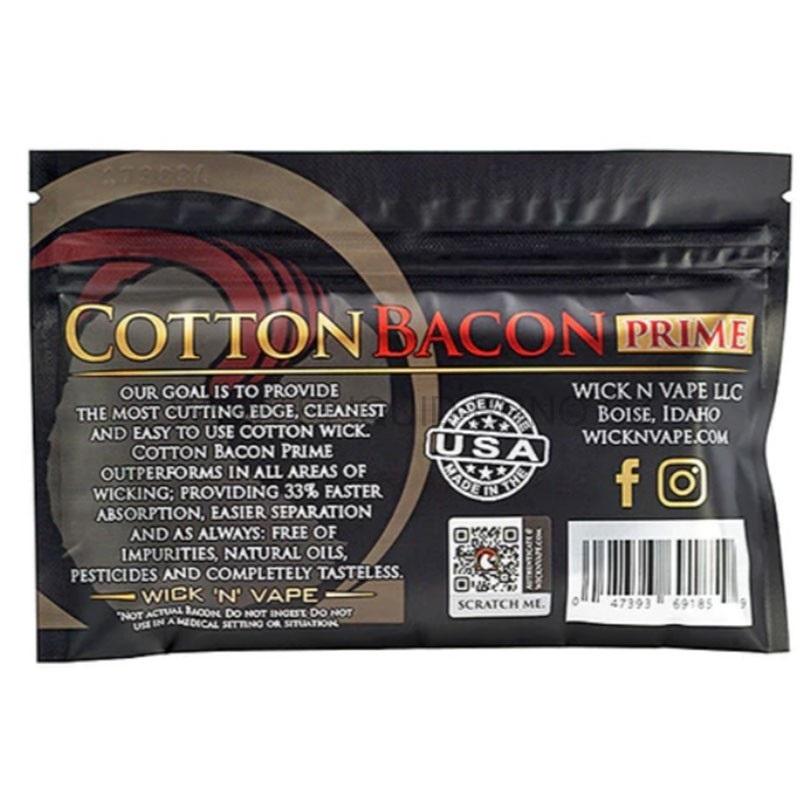 COTTON BACON PRIME
OUR GOAL IS TO PROVIDE
THE MOST CUTTING EDGE, CLEANEST
AND EASY TO USE COTTON WICK.
COTTON BACON PRIME
OUTPERFORMS IN ALL AREAS OF
WICKING; PROVIDING 33% FASTER
ABSORPTION, EASIER SEPARATION
AND AS ALWAYS: FREE OF
IMPURITIES, NATURAL OILS,
PESTICIDES AND COMPLETELY TASTELESS.
WICK 'N' VAPE
*NOT ACTUAL BACON. DO NOT INGEST. DO NOT
USE IN A MEDICAL SETTING OR SITUATION.
MADE IN THE
USA
MADE IN THE
AUTHENTICATE @
WICKNVAPE.COM
SCRATCH ME.
WICK N VAPE LLC
BOISE, IDAHO
WICKNVAPE.COM
f
0 47393 69185 9